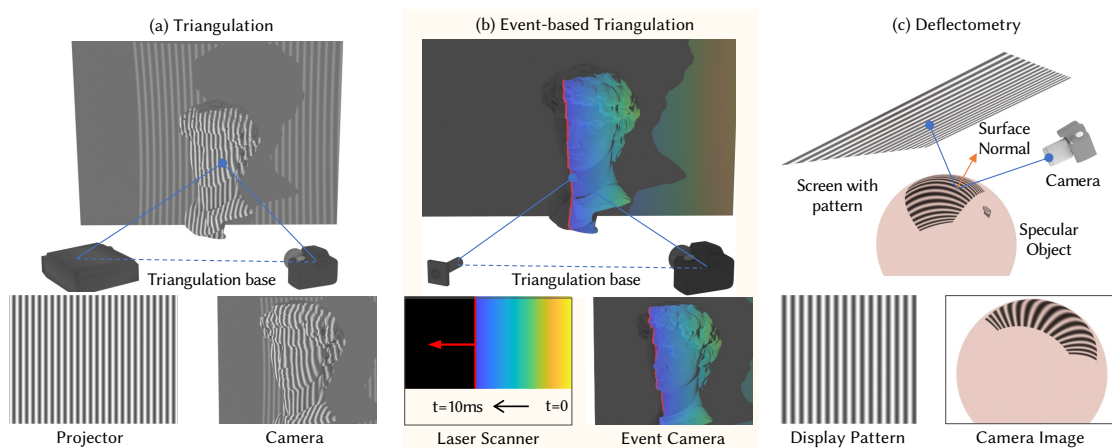 (a) Triangulation
(b) Event-based Triangulation
(c) Deflectometry
Surface
Normal
Camera
Screen with
pattern
Specular
Object
Triangulation base
Triangulation base
t=10ms
t=0
Projector
Camera
Laser Scanner
Event Camera
Display Pattern
Camera Image